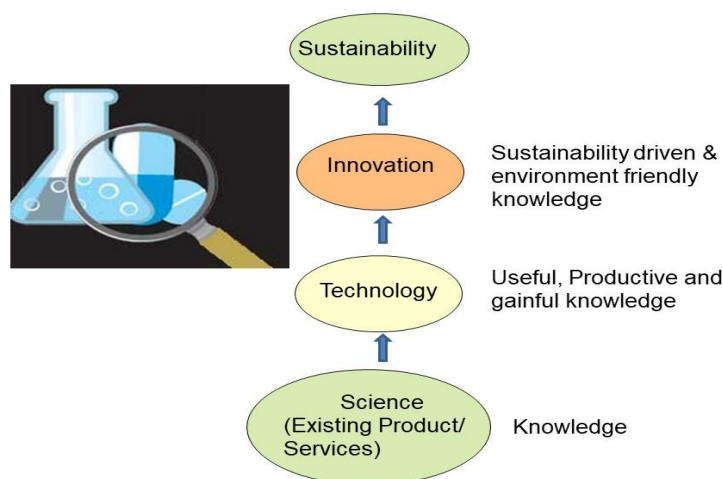 Sustainability
Innovation
Sustainability driven &
environment friendly
knowledge
Technology
Useful, Productive and
gainful knowledge
Science
(Existing Product/
Services)
Knowledge